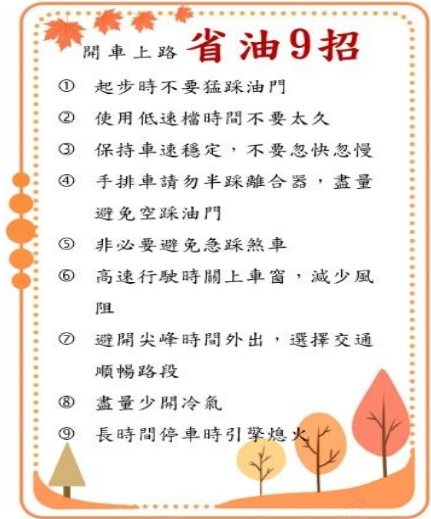 開車上路 省油9招
① 起步時不要猛踩油門
② 使用低速檔時間不要太久
③ 保持車速穩定，不要忽快忽慢
④ 手排車請勿半踩離合器，盡量
避免空踩油門
⑤ 非必要避免急踩煞車
⑥ 高速行駛時關上車窗，減少風
阻
⑦ 避開尖峰時間外出，選擇交通
順暢路段
⑧ 盡量少開冷氣
⑨ 長時間停車時引擎熄火